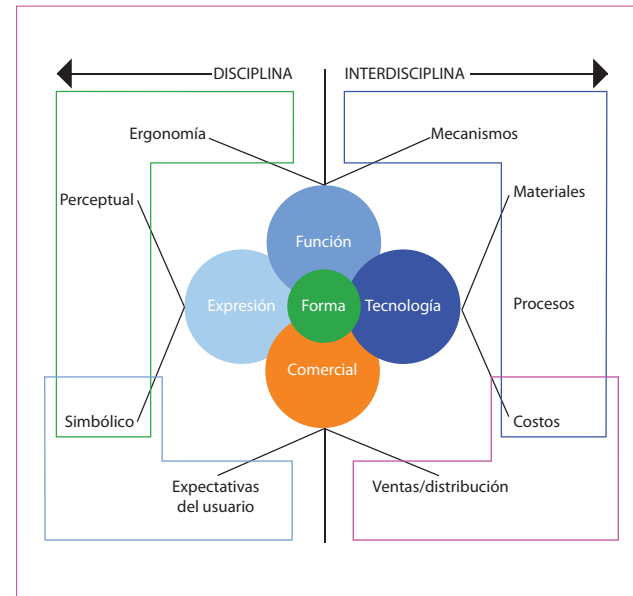 DISCIPLINA
INTERDISCIPLINA
Ergonomía
Mecanismos
Perceptual
Materiales
Función
Expresión
Forma
Tecnología
Procesos
Comercial
Simbólico
Costos
Expectativas
del usuario
Ventas/distribución